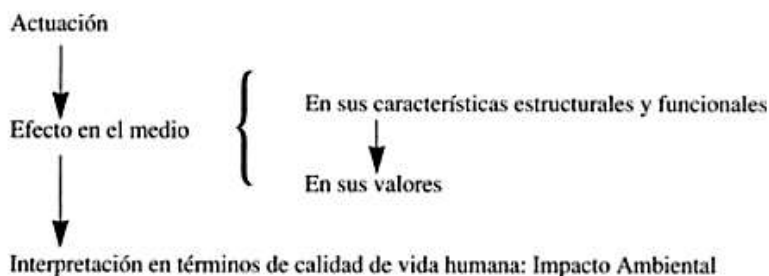 Actuación
En sus características estructurales y funcionales
Efecto en el medio
En sus valores
Interpretación en términos de calidad de vida humana: Impacto Ambiental